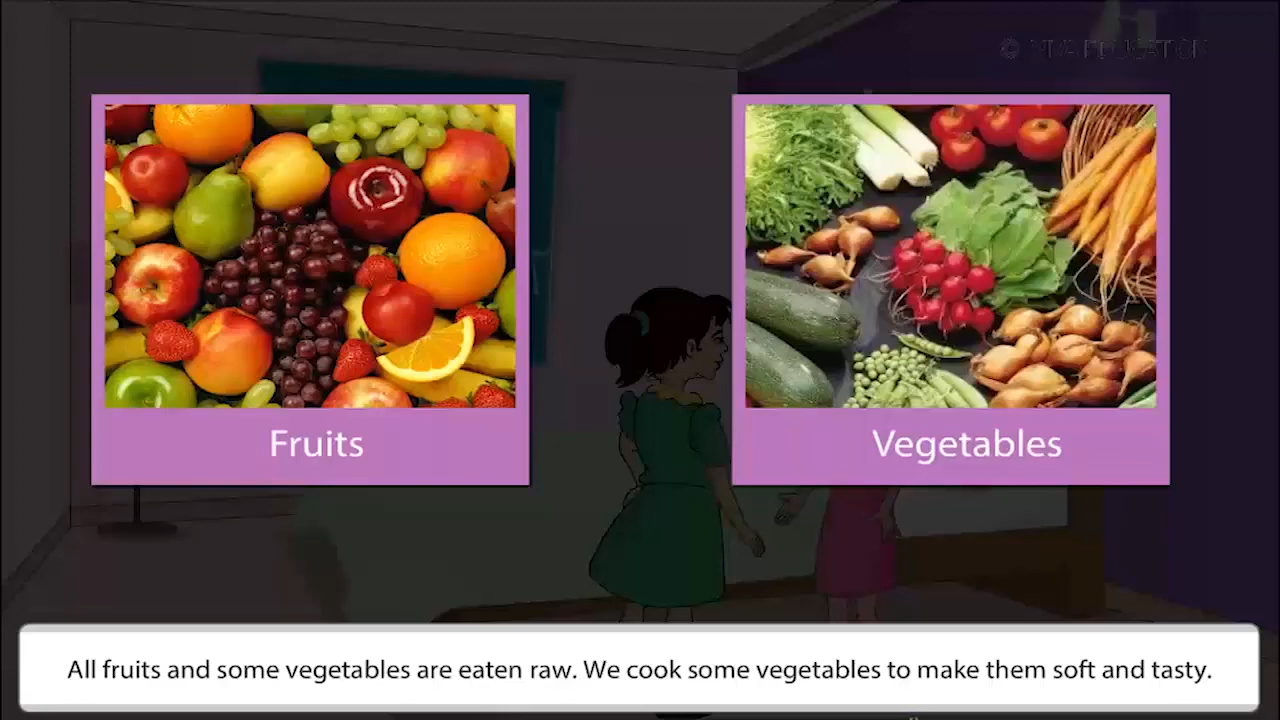 Fruits
Vegetables
All fruits and some vegetables are eaten raw. We cook some vegetables to make them soft and tasty.